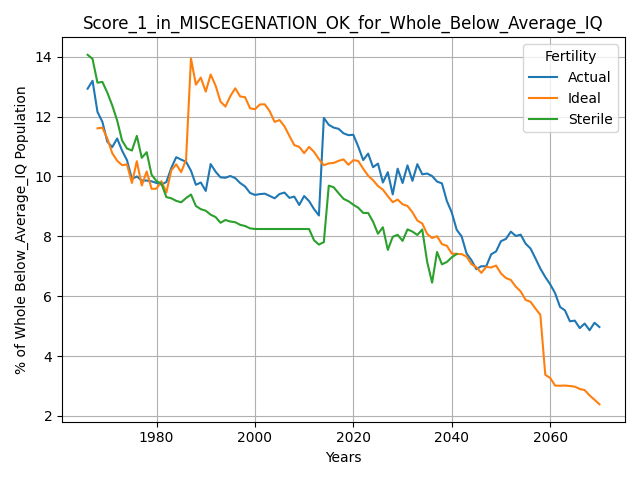 Score_1_in_MISCEGENATION_OK_for_Whole_Below_Average_IQ
% of Whole Below_Average_IQ Population
14
12
10
8
6
4
2
Fertility
Actual
Ideal
Sterile
1980
2000
2020
2040
2060
Years